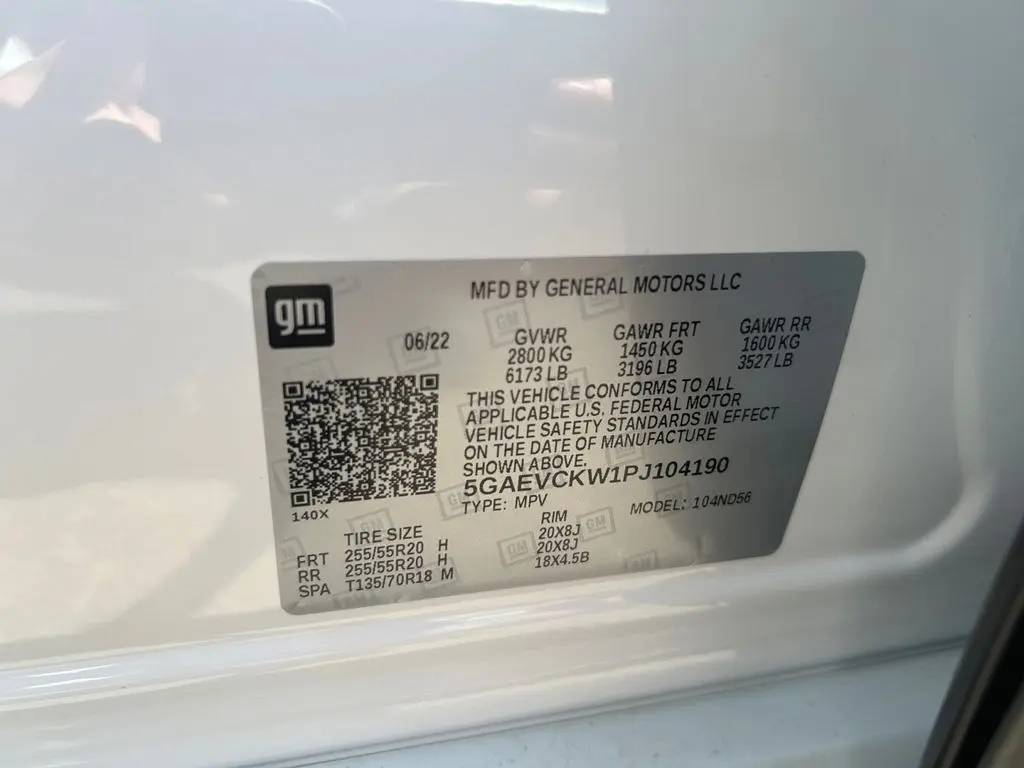 gm
MFD BY GENERAL MOTORS LLC
06/22
GVWR GAWR FRT GAWR RR
2800 KG 1450 KG 1600 KG
6173 LB 3196 LB 3527 LB
THIS VEHICLE CONFORMS TO ALL
APPLICABLE U.S. FEDERAL MOTOR
VEHICLE SAFETY STANDARDS IN EFFECT
ON THE DATE OF MANUFACTURE
SHOWN ABOVE.
5GAEVCKW1PJ104190
140X
TYPE: MPV MODEL: 104ND56
TIRE SIZE RIM
FRT 255/55R20 H 20X8J
RR 255/55R20 H 20X8J
SPA T135/70R18 M 18X4.5B